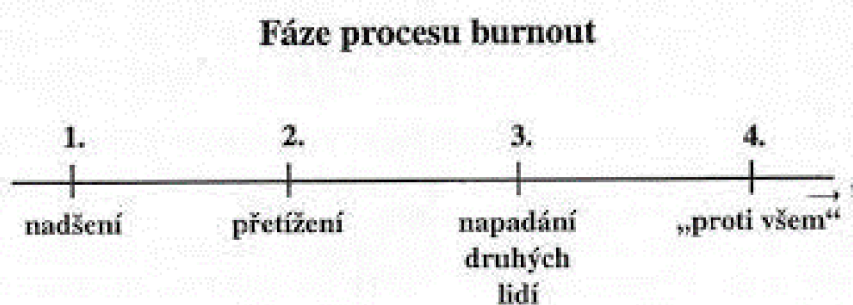 Fáze procesu burnout
1. 2. 3. 4.
nadšení přetížení napadání „proti všem“
druhých
lidí